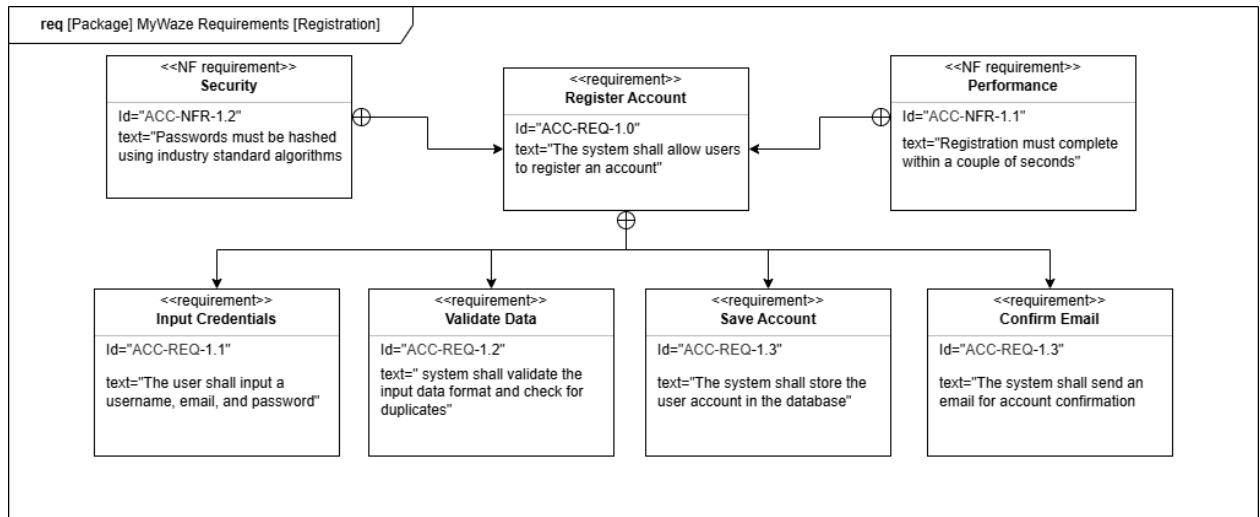 req [Package] MyWaze Requirements [Registration]
<<NF requirement>>
Security
Id="ACC-NFR-1.2"
text="Passwords must be hashed
using industry standard algorithms
<<requirement>>
Register Account
Id="ACC-REQ-1.0"
text="The system shall allow users
to register an account"
<<NF requirement>>
Performance
Id="ACC-NFR-1.1"
text="Registration must complete
within a couple of seconds"
<<requirement>>
Input Credentials
Id="ACC-REQ-1.1"
text="The user shall input a
username, email, and password"
<<requirement>>
Validate Data
Id="ACC-REQ-1.2"
text=" system shall validate the
input data format and check for
duplicates"
<<requirement>>
Save Account
Id="ACC-REQ-1.3"
text="The system shall store the
user account in the database"
<<requirement>>
Confirm Email
Id="ACC-REQ-1.3"
text="The system shall send an
email for account confirmation